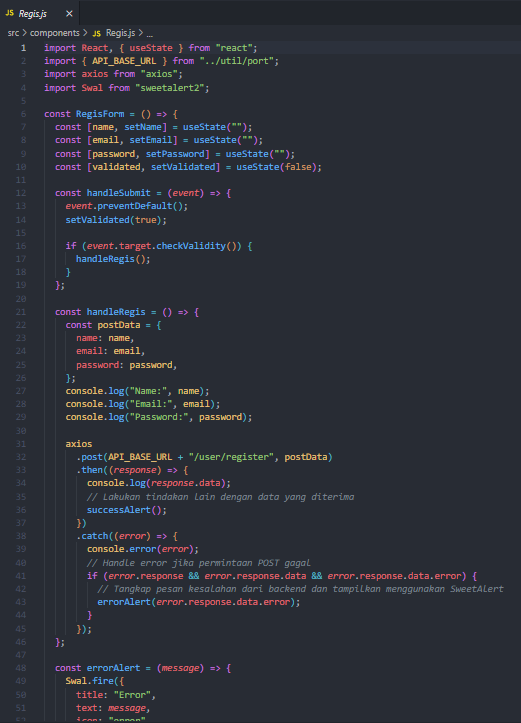 JS Regis.js ×
src > components > JS Regis.js > ...
1 import React, { useState } from "react";
2 import { API_BASE_URL } from "../util/port";
3 import axios from "axios";
4 import Swal from "sweetalert2";
5
6 const RegisForm = () => {
7 const [name, setName] = useState("");
8 const [email, setEmail] = useState("");
9 const [password, setPassword] = useState("");
10 const [validated, setValidated] = useState(false);
11
12 const handleSubmit = (event) => {
13 event.preventDefault();
14 setValidated(true);
15
16 if (event.target.checkValidity()) {
17 handleRegis();
18 }
19 };
20
21 const handleRegis = () => {
22 const postData = {
23 name: name,
24 email: email,
25 password: password,
26 };
27 console.log("Name:", name);
28 console.log("Email:", email);
29 console.log("Password:", password);
30
31 axios
32 .post(API_BASE_URL + "/user/register", postData)
33 .then((response) => {
34 console.log(response.data);
35 // Lakukan tindakan lain dengan data yang diterima
36 successAlert();
37 })
38 .catch((error) => {
39 console.error(error);
40 // Handle error jika permintaan POST gagal
41 if (error.response && error.response.data && error.response.data.error) {
42 // Tangkap pesan kesalahan dari backend dan tampilkan menggunakan SweetAlert
43 errorAlert(error.response.data.error);
44 }
45 });
46 };
47
48 const errorAlert = (message) => {
49 Swal.fire({
50 title: "Error",
51 text: message,
52 icon: "error",